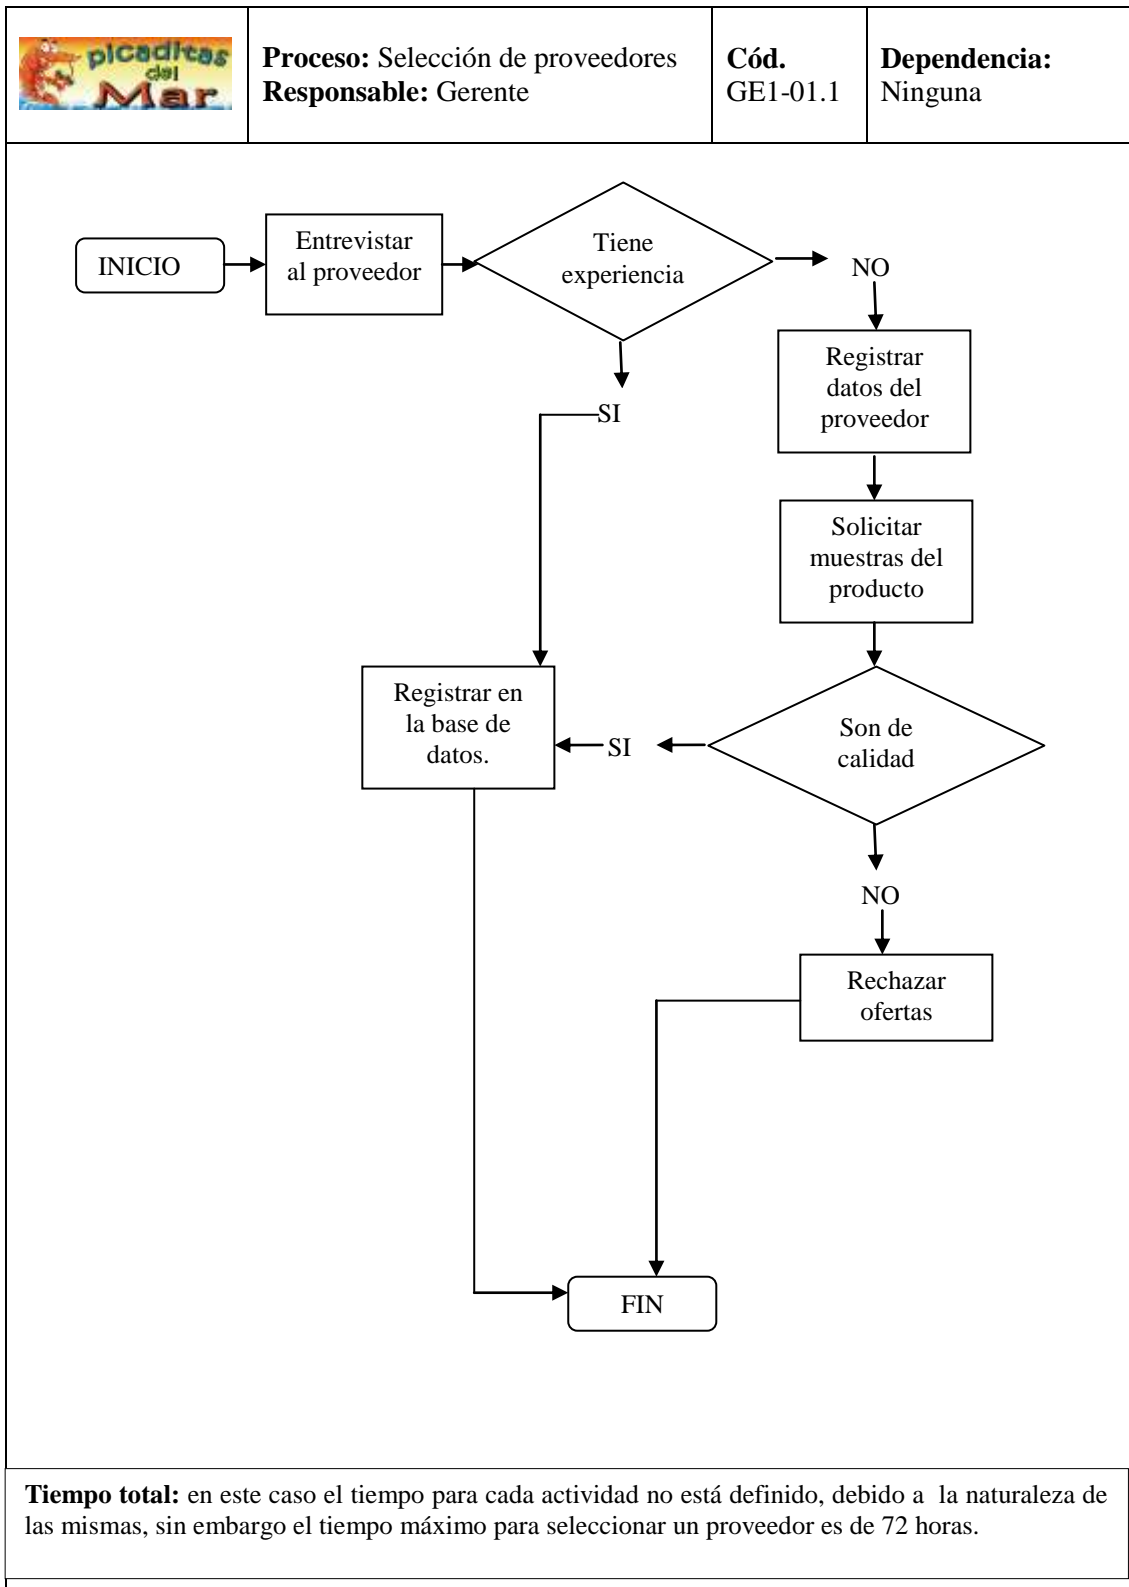 picaditas
del
Mar
Proceso: Selección de proveedores
Responsable: Gerente
Cód.
GE1-01.1
Dependencia:
Ninguna
INICIO
Entrevistar
al proveedor
Tiene
experiencia
NO
Registrar
datos del
proveedor
SI
Solicitar
muestras del
producto
Registrar en
la base de
datos.
SI
Son de
calidad
NO
Rechazar
ofertas
FIN
Tiempo total: en este caso el tiempo para cada actividad no está definido, debido a la naturaleza de
las mismas, sin embargo el tiempo máximo para seleccionar un proveedor es de 72 horas.